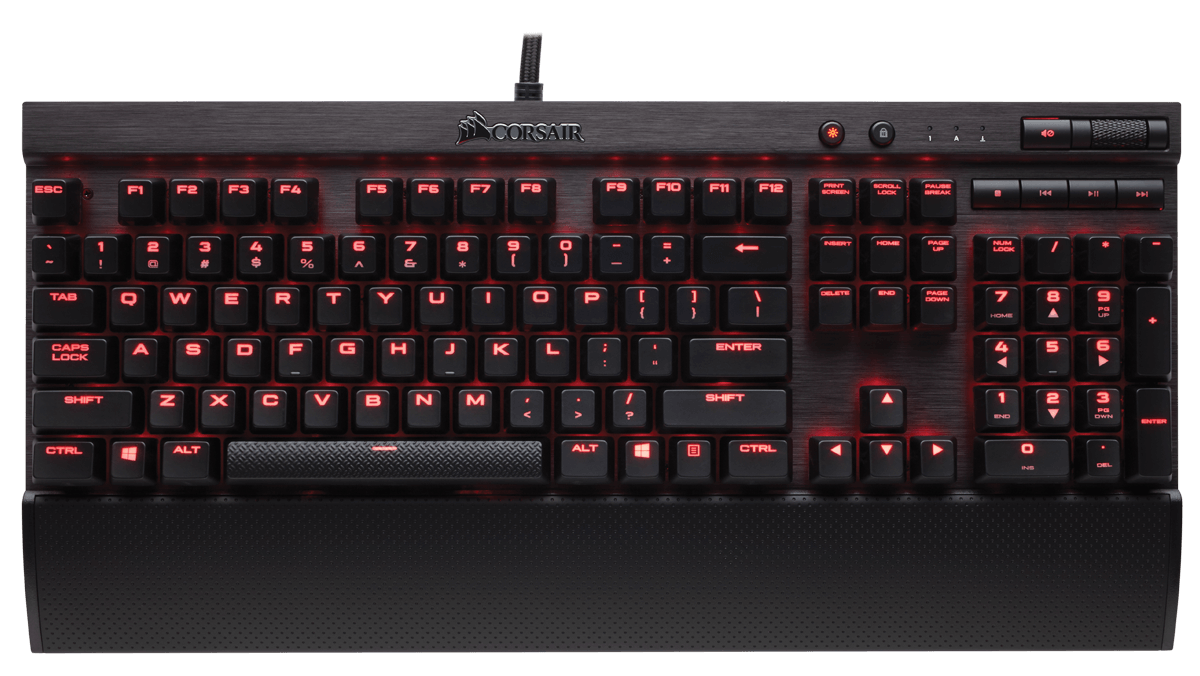 CORSAIR
1 A
ESC F1 F2 F3 F4 F5 F6 F7 F8 F9 F10 F11 F12 PRINT SCREEN SCROLL LOCK PAUSE BREAK
` 1 2 3 4 5 6 7 8 9 0 - = INSERT HOME PAGE UP NUM LOCK / * -
~ ! @ # $ % ^ & * ( ) _ +
TAB Q W E R T Y U I O P [ ] \ DELETE END PAGE DOWN 7 8 9 +
{ } | HOME PG UP
CAPS LOCK A S D F G H J K L ; ' ENTER 4 5 6
: "
SHIFT Z X C V B N M , . / SHIFT 1 2 3 ENTER
< > ? END PG DWN
CTRL ALT ALT CTRL 0 .
INS DEL